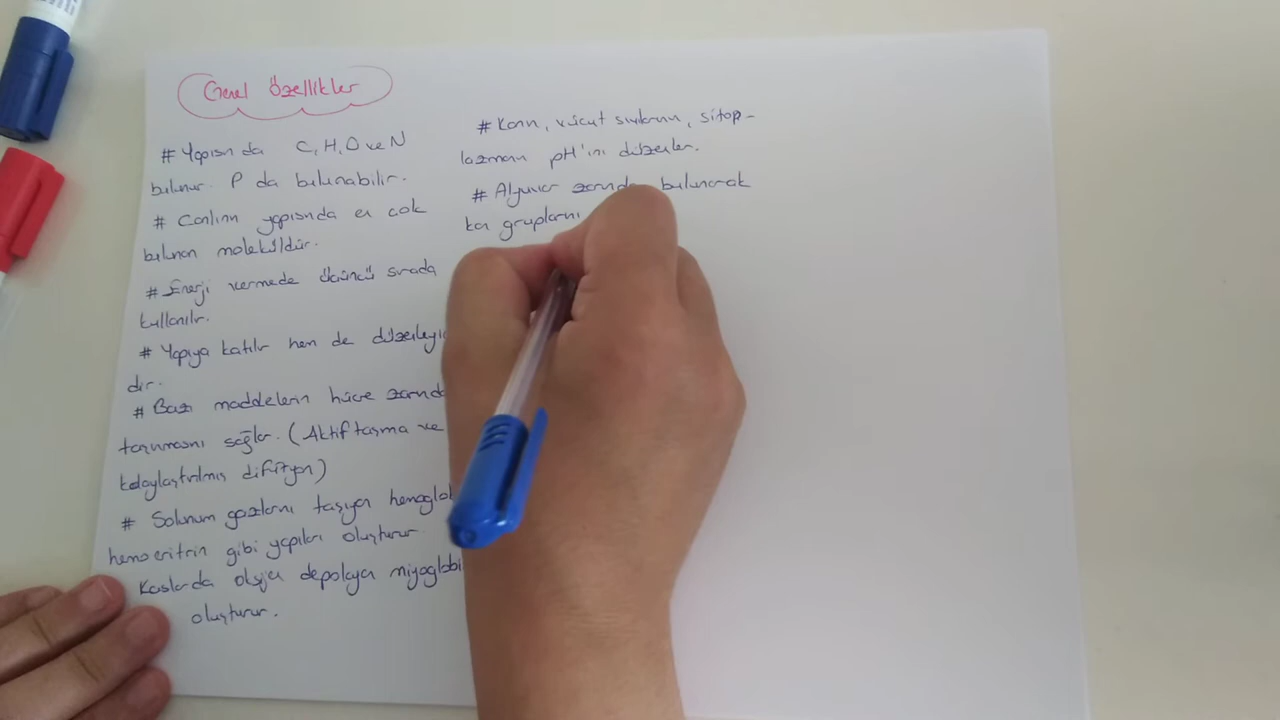 Genel Özellikler
# Yapısında C, H, O ve N
bulunur. P da bulunabilir.
# Canlının yapısında en çok
bulunan moleküldür.
# Enerji vermede üçüncü sırada
kullanılır.
# Yapıya katılır hem de düzenleyi
dir.
# Bazı maddelerin hücre zarında
taşınmasını sağlar. (Aktif taşıma ve
kolaylaştırılmış difüzyon)
# Solunum gazlarını taşıyan hemoglob
hemoeritrin gibi yapıları oluşturur.
Kaslarda oksijen depolayan miyoglobi
oluşturur.
# Kanın, vücut sıvılarının, sitop-
lazmanın pH'ını düzenler.
# Alyuvar zarında bulunarak
kan gruplarını